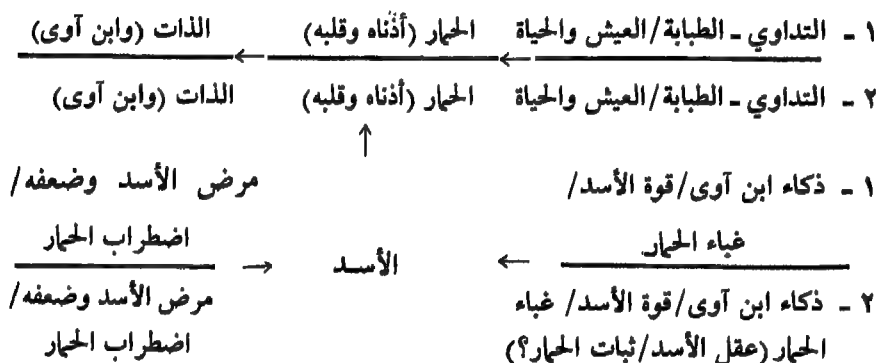 ١ - التداوي - الطبابة/العيش والحياة ← الحمار (أذناه وقلبه) ← الذات (وابن آوى)
٢ - التداوي - الطبابة/العيش والحياة الحمار (أذناه وقلبه) الذات (وابن آوى)
↑
١ - ذكاء ابن آوى/قوة الأسد/ مرض الأسد وضعفه/
غباء الحمار اضطراب الحمار
← الأسد →
٢ - ذكاء ابن آوى/قوة الأسد/ غباء مرض الأسد وضعفه/
الحمار (عقل الأسد/ثبات الحمار؟) اضطراب الحمار